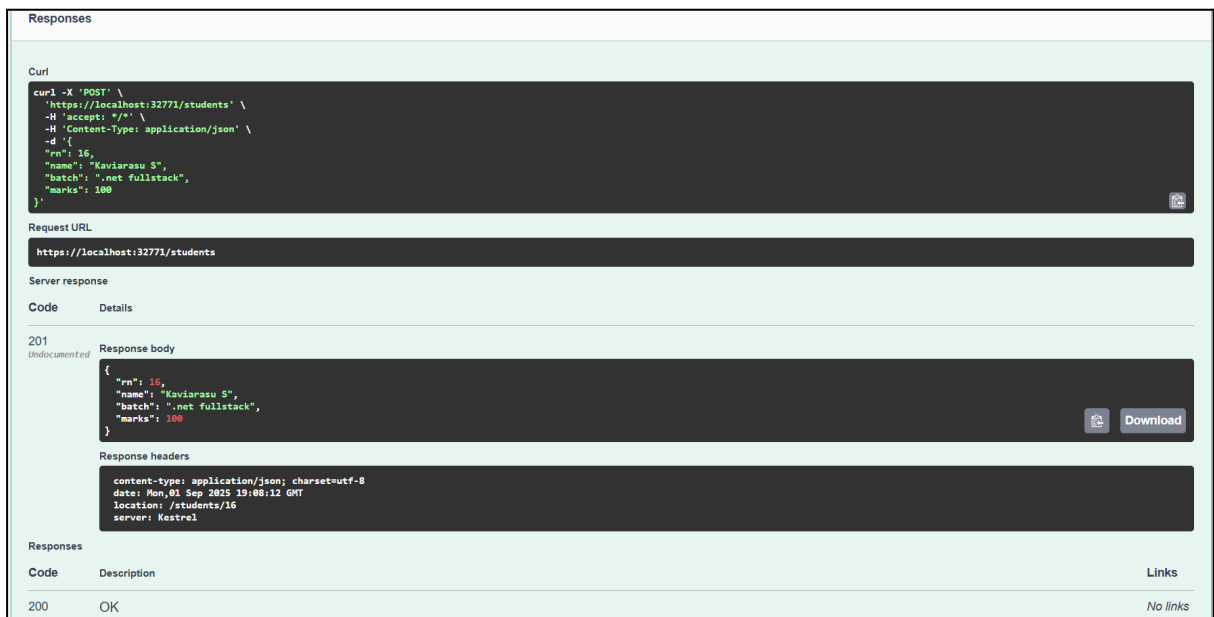 Responses
Curl
curl -X 'POST' \
  'https://localhost:32771/students' \
  -H 'accept: */*' \
  -H 'Content-Type: application/json' \
  -d '{
  "rn": 16,
  "name": "Kaviarasu S",
  "batch": ".net fullstack",
  "marks": 100
}'
Request URL
https://localhost:32771/students
Server response
Code Details
201
Undocumented
Response body
{
  "rn": 16,
  "name": "Kaviarasu S",
  "batch": ".net fullstack",
  "marks": 100
}
Download
Response headers
content-type: application/json; charset=utf-8
date: Mon,01 Sep 2025 19:08:12 GMT
location: /students/16
server: Kestrel
Responses
Code Description Links
200 OK No links